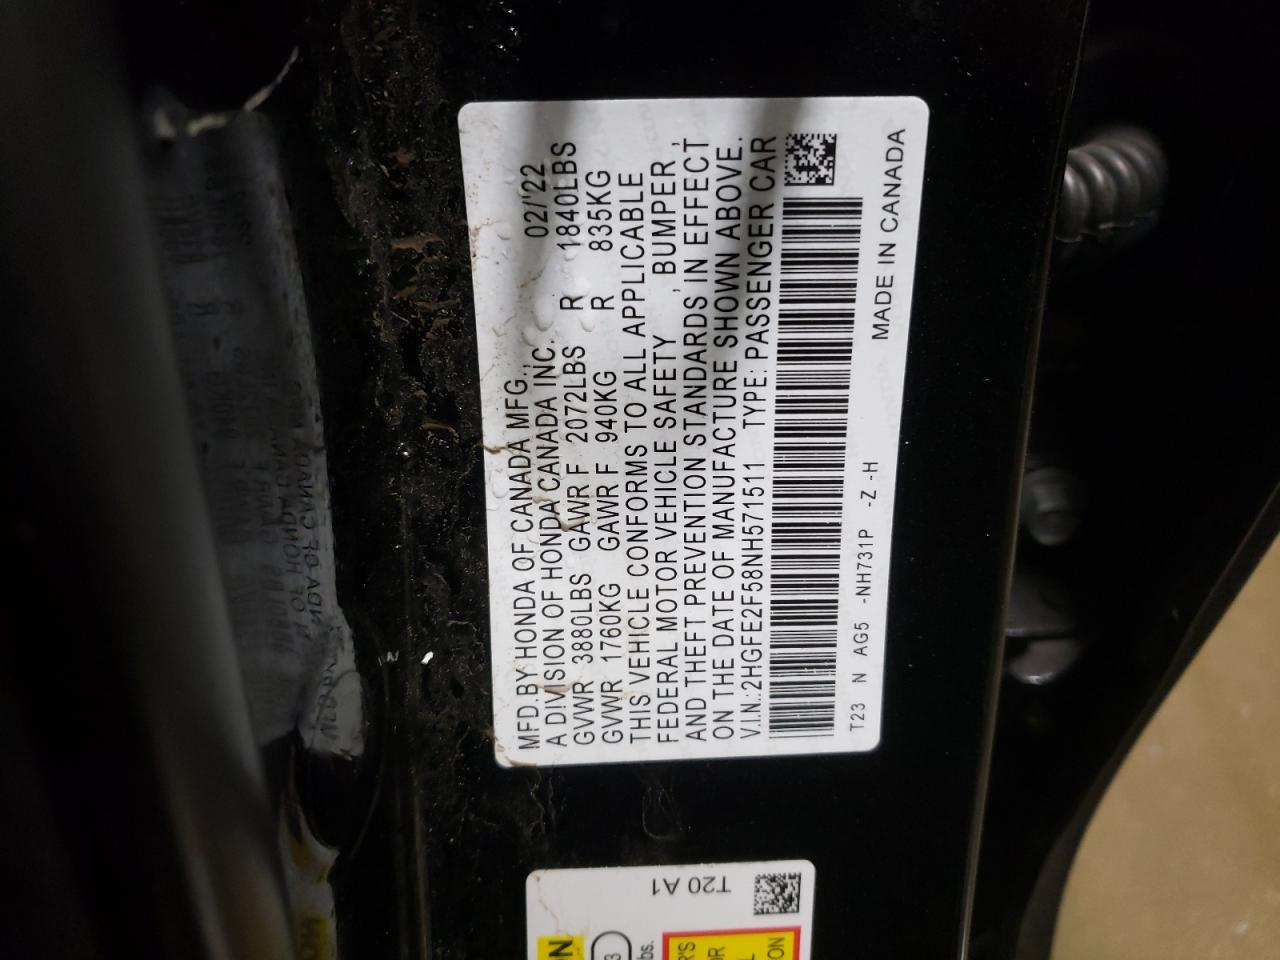 MFD.BY HONDA OF CANADA MFG., 02/'22
A DIVISION OF HONDA CANADA INC.
GVWR 3880LBS GAWR F 2072LBS R 1840LBS
GVWR 1760KG GAWR F 940KG R 835KG
THIS VEHICLE CONFORMS TO ALL APPLICABLE
FEDERAL MOTOR VEHICLE SAFETY , BUMPER ,
AND THEFT PREVENTION STANDARDS IN EFFECT
ON THE DATE OF MANUFACTURE SHOWN ABOVE.
V.I.N.:2HGFE2F58NH571511 TYPE: PASSENGER CAR
T23 N AG5 -NH731P -Z -H MADE IN CANADA
T20 A1
lbs.